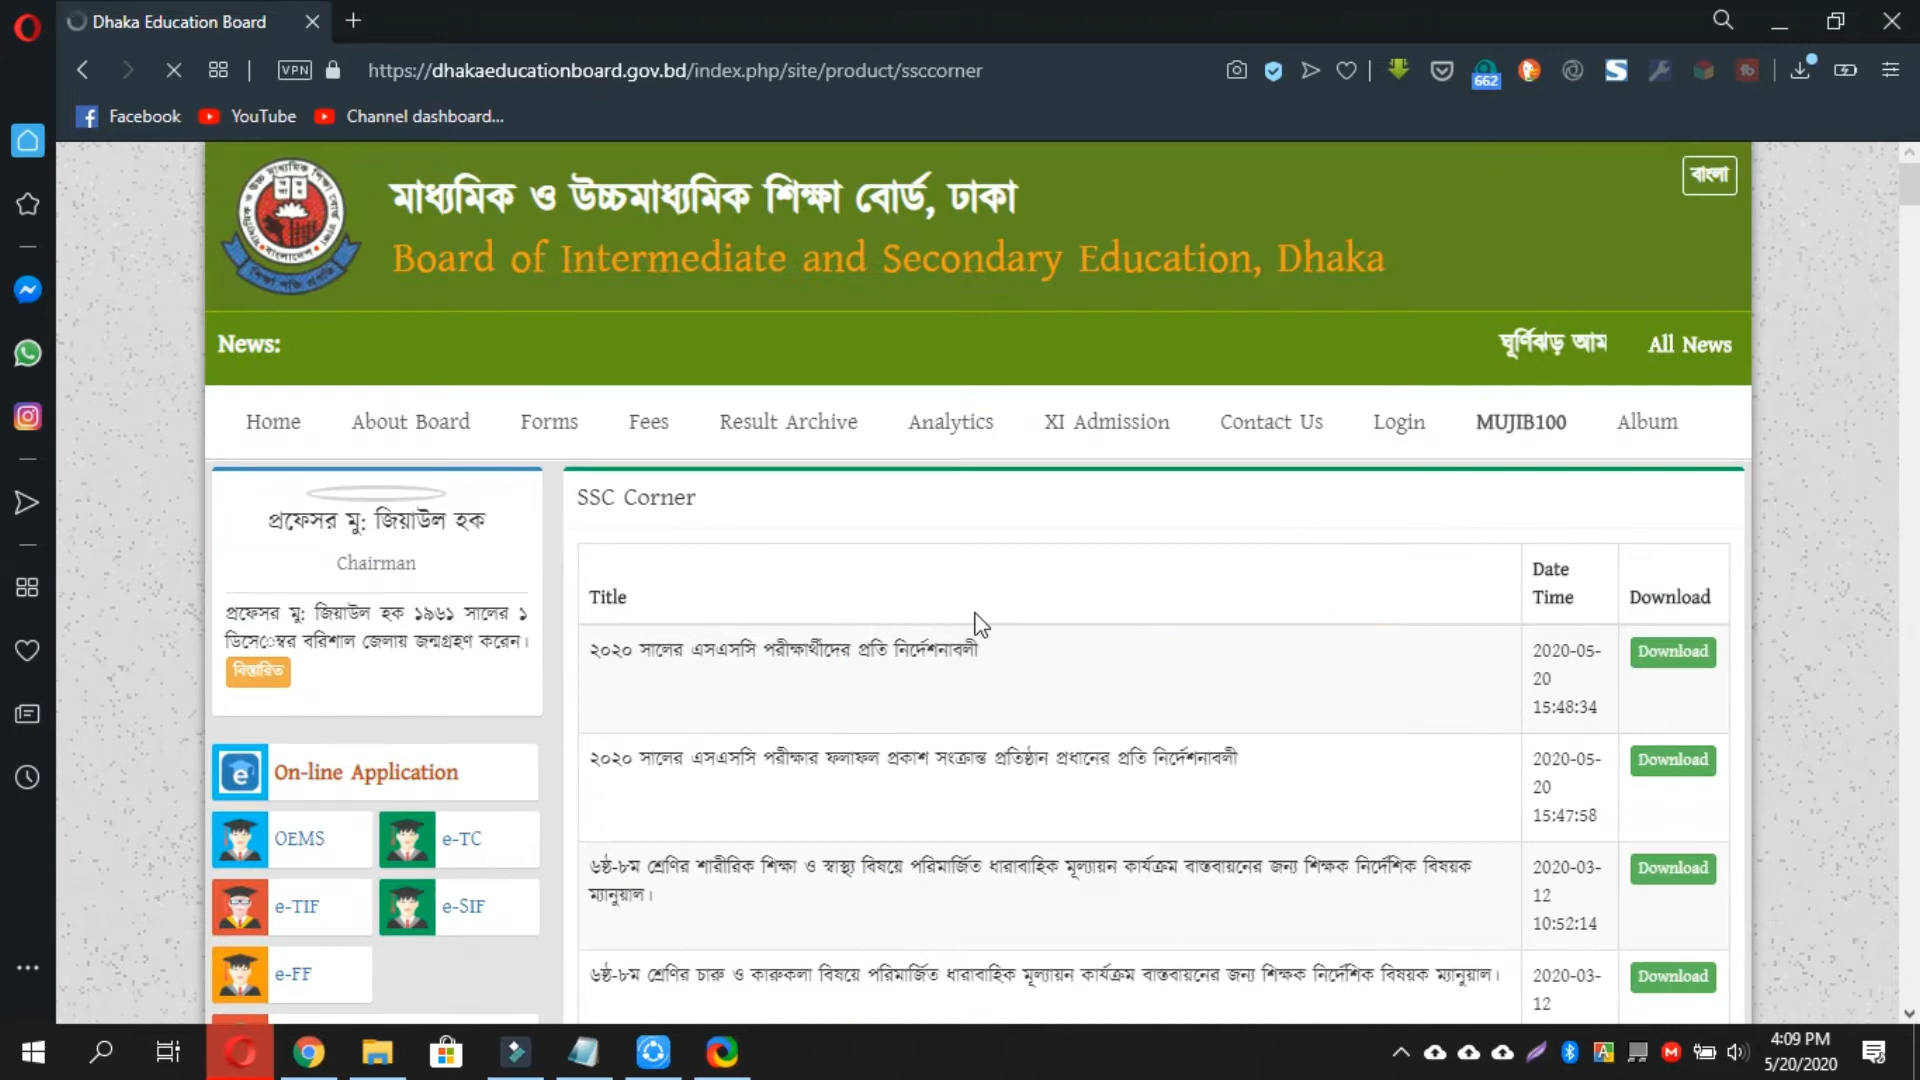 Dhaka Education Board
VPN
https://dhakaeducationboard.gov.bd/index.php/site/product/ssccorner
662
Facebook
YouTube
Channel dashboard...
মাধ্যমিক ও উচ্চমাধ্যমিক শিক্ষা বোর্ড, ঢাকা
বাংলা
Board of Intermediate and Secondary Education, Dhaka
News:
ঘূর্ণিঝড় আম
All News
Home
About Board
Forms
Fees
Result Archive
Analytics
XI Admission
Contact Us
Login
MUJIB100
Album
প্রফেসর মু: জিয়াউল হক
Chairman
প্রফেসর মু: জিয়াউল হক ১৯৬১ সালের ১
ডিসেেম্বর বরিশাল জেলায় জন্মগ্রহণ করেন।
বিস্তারিত
On-line Application
OEMS
e-TC
e-TIF
e-SIF
e-FF
SSC Corner
Title
Date
Time
Download
২০২০ সালের এসএসসি পরীক্ষার্থীদের প্রতি নির্দেশনাবলী
2020-05-
20
15:48:34
Download
২০২০ সালের এসএসসি পরীক্ষার ফলাফল প্রকাশ সংক্রান্ত প্রতিষ্ঠান প্রধানের প্রতি নির্দেশনাবলী
2020-05-
20
15:47:58
Download
৬ষ্ঠ-৮ম শ্রেণির শারীরিক শিক্ষা ও স্বাস্থ্য বিষয়ে পরিমার্জিত ধারাবাহিক মূল্যায়ন কার্যক্রম বাস্তবায়নের জন্য শিক্ষক নির্দেশিক বিষয়ক
ম্যানুয়াল।
2020-03-
12
10:52:14
Download
৬ষ্ঠ-৮ম শ্রেণির চারু ও কারুকলা বিষয়ে পরিমার্জিত ধারাবাহিক মূল্যায়ন কার্যক্রম বাস্তবায়নের জন্য শিক্ষক নির্দেশিক বিষয়ক ম্যানুয়াল।
2020-03-
12
Download
4:09 PM
5/20/2020